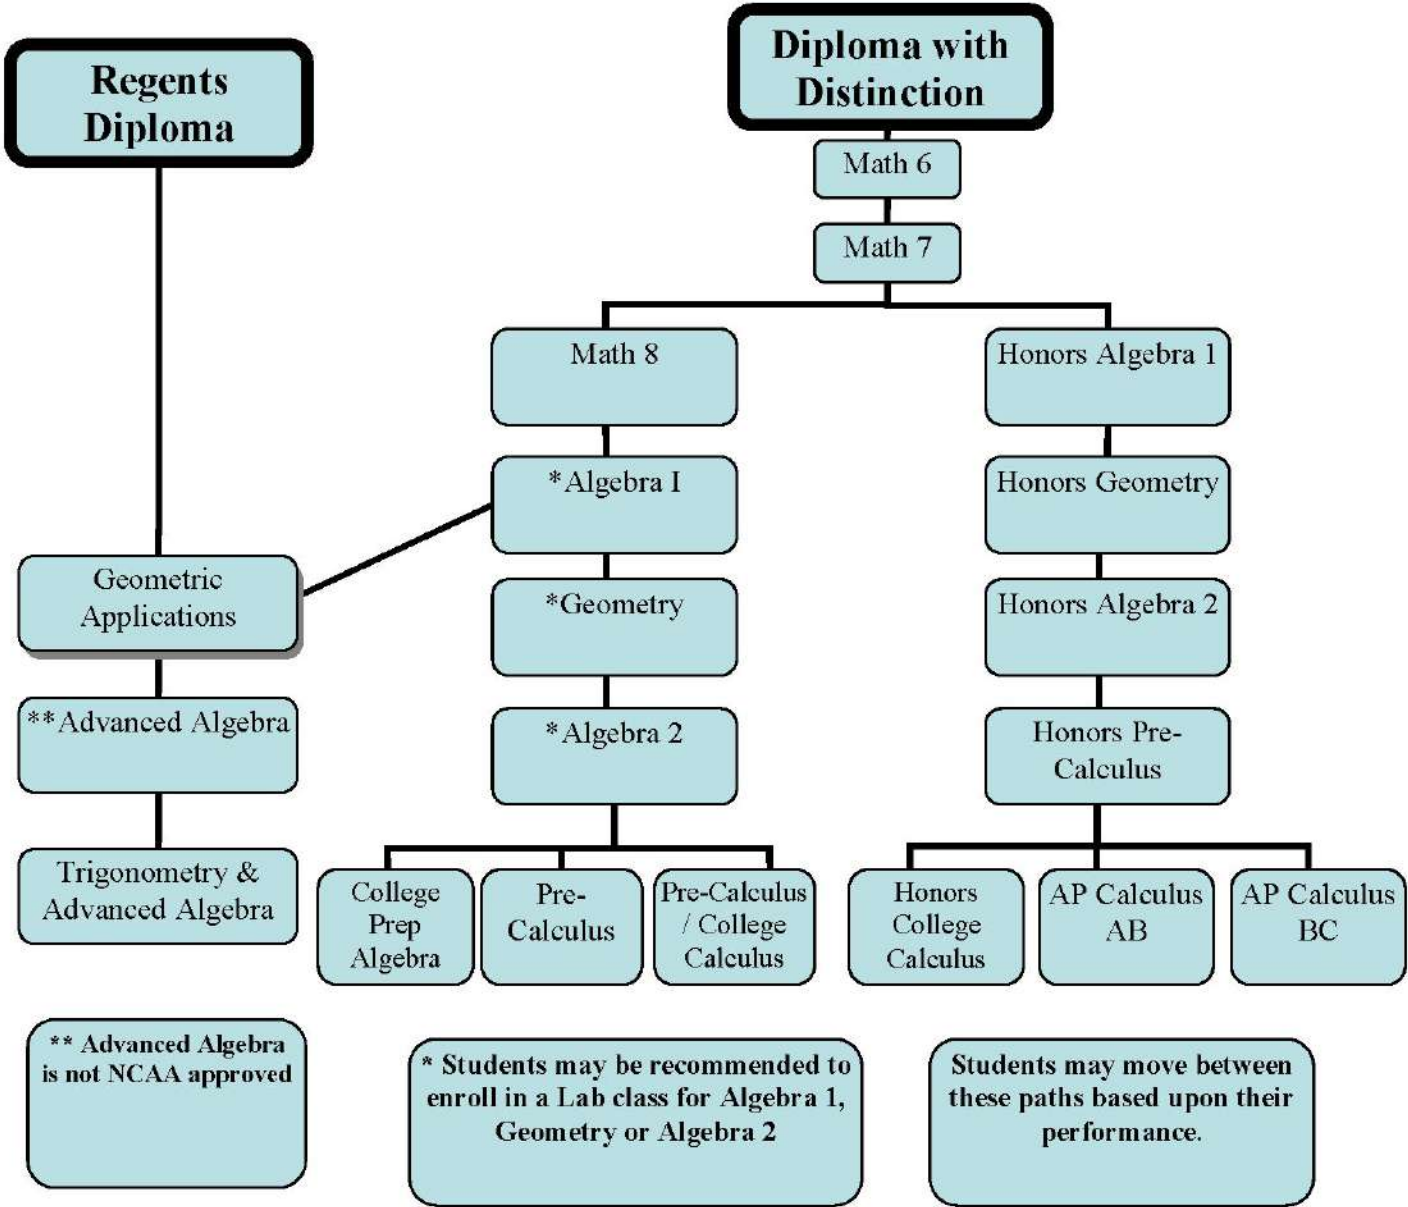 Regents
Diploma
Diploma with
Distinction
Math 6
Math 7
Math 8
Honors Algebra 1
*Algebra I
Honors Geometry
Geometric
Applications
*Geometry
Honors Algebra 2
**Advanced Algebra
*Algebra 2
Honors Pre-
Calculus
Trigonometry &
Advanced Algebra
College
Prep
Algebra
Pre-
Calculus
Pre-Calculus
/ College
Calculus
Honors
College
Calculus
AP Calculus
AB
AP Calculus
BC
** Advanced Algebra
is not NCAA approved
* Students may be recommended to
enroll in a Lab class for Algebra 1,
Geometry or Algebra 2
Students may move between
these paths based upon their
performance.